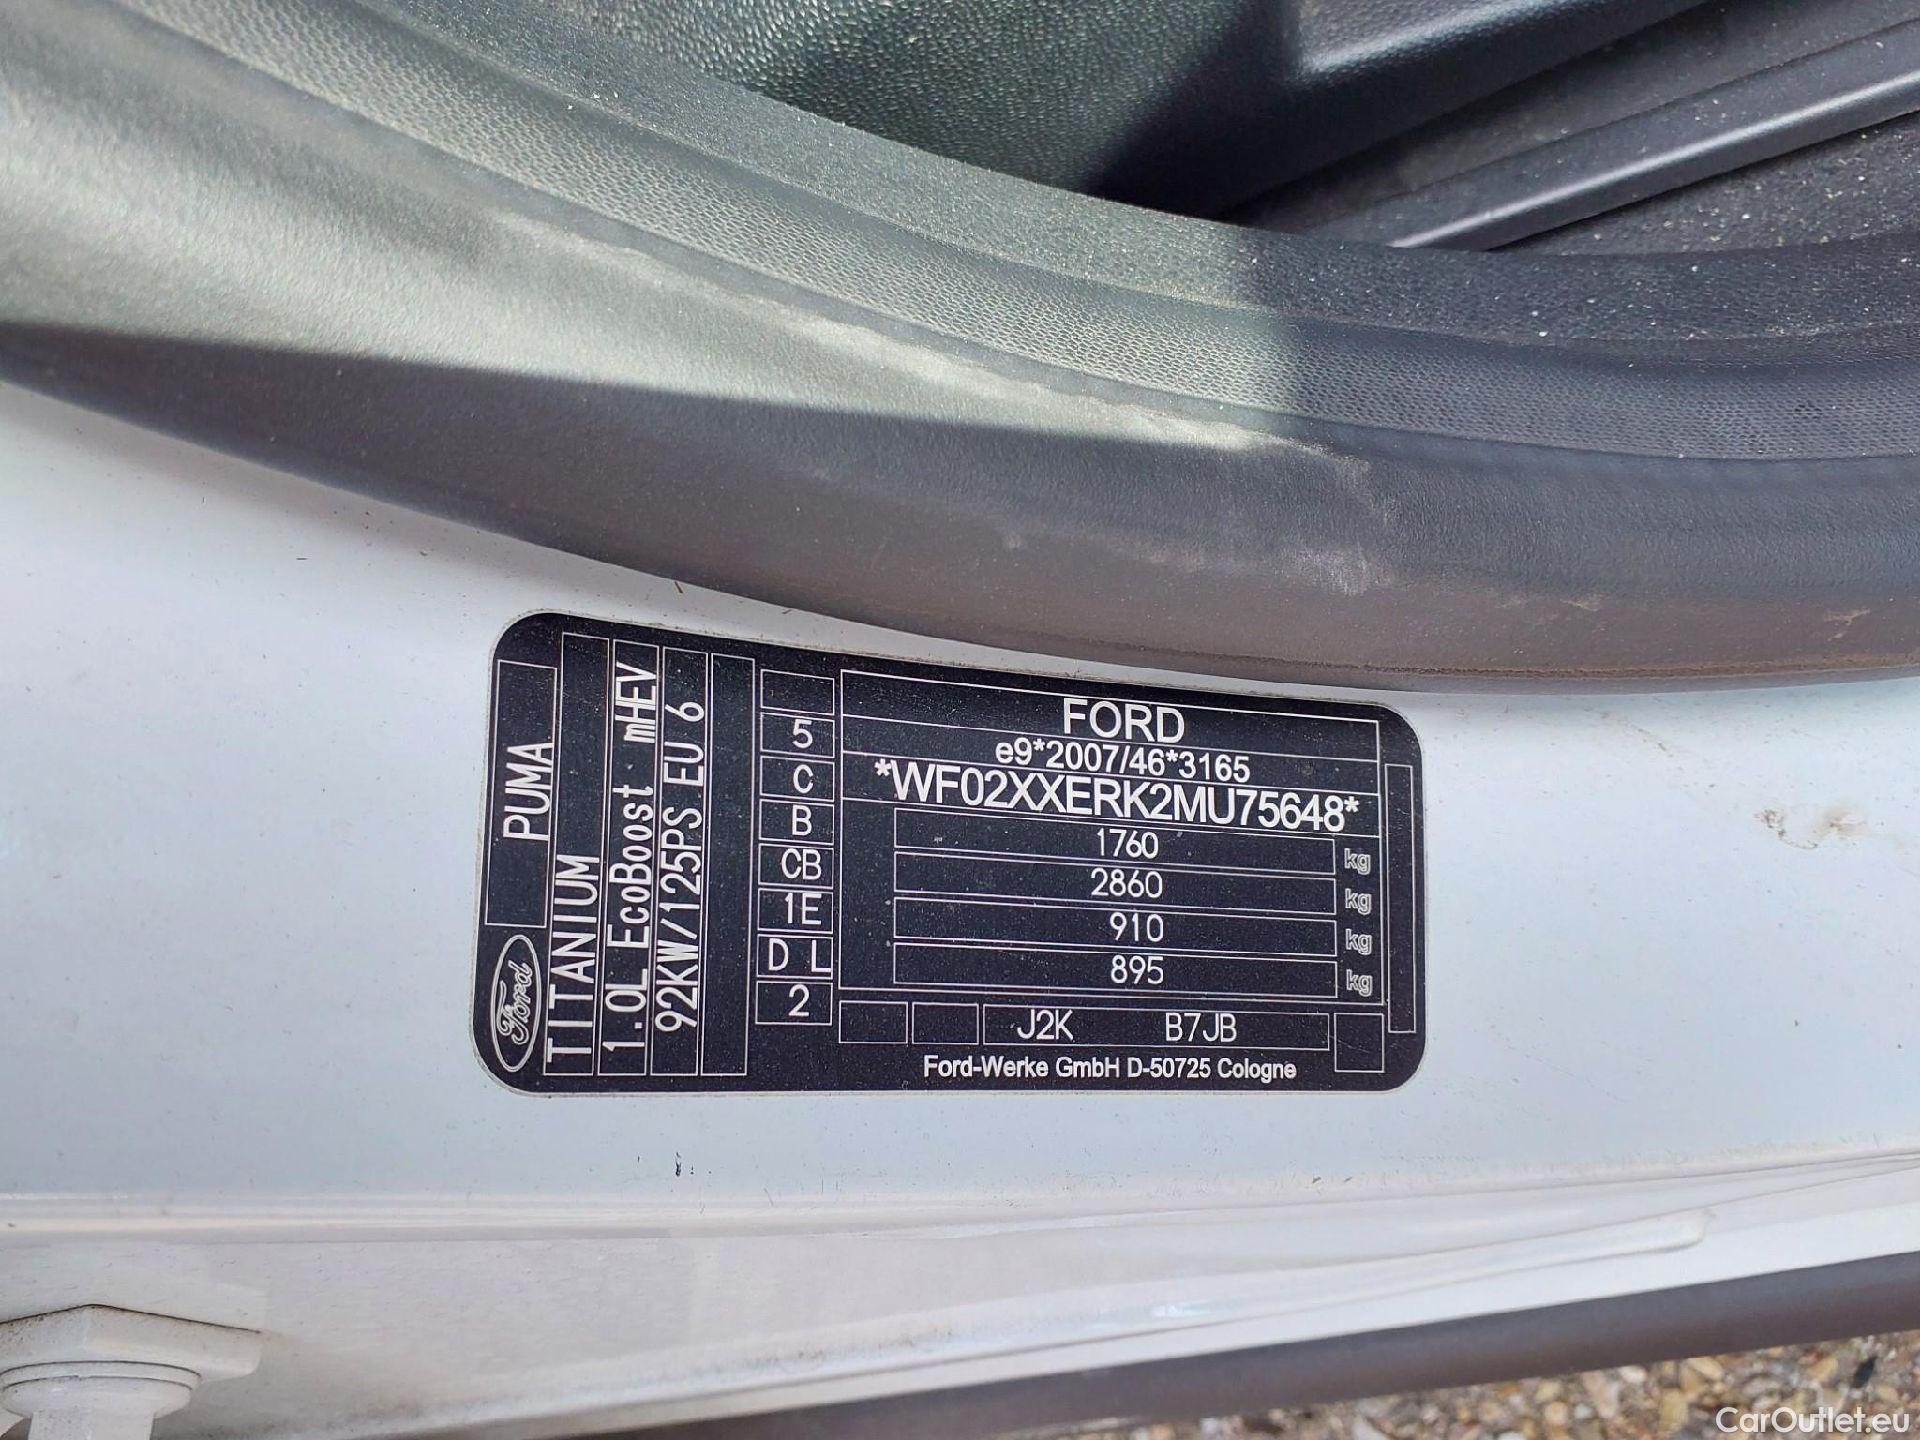 Ford
PUMA
TITANIUM
1.0L EcoBoost mHEV
92KW/125PS EU 6
5
C
B
CB
1E
D L
2
FORD
e9*2007/46*3165
*WF02XXERK2MU75648*
1760 kg
2860 kg
910 kg
895 kg
J2K B7JB
Ford-Werke GmbH D-50725 Cologne
CarOutlet.eu